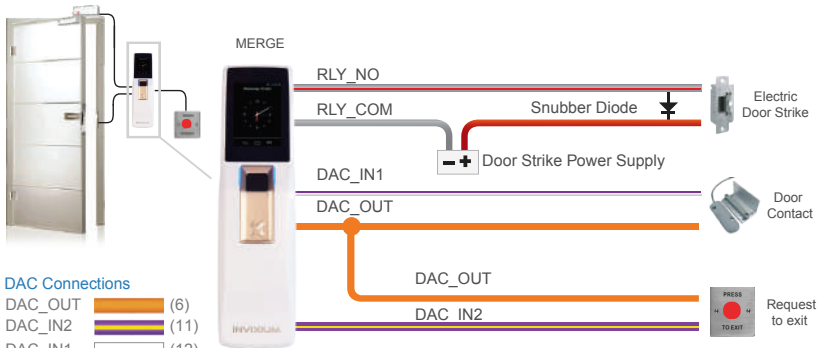 MERGE
RLY_NO
RLY_COM
Snubber Diode
Electric
Door Strike
Door Strike Power Supply
DAC_IN1
DAC_OUT
Door
Contact
DAC Connections
DAC_OUT (6)
DAC_IN2 (11)
DAC_OUT
DAC_IN2
INVIXIUM
PRESS
TO EXIT
Request
to exit